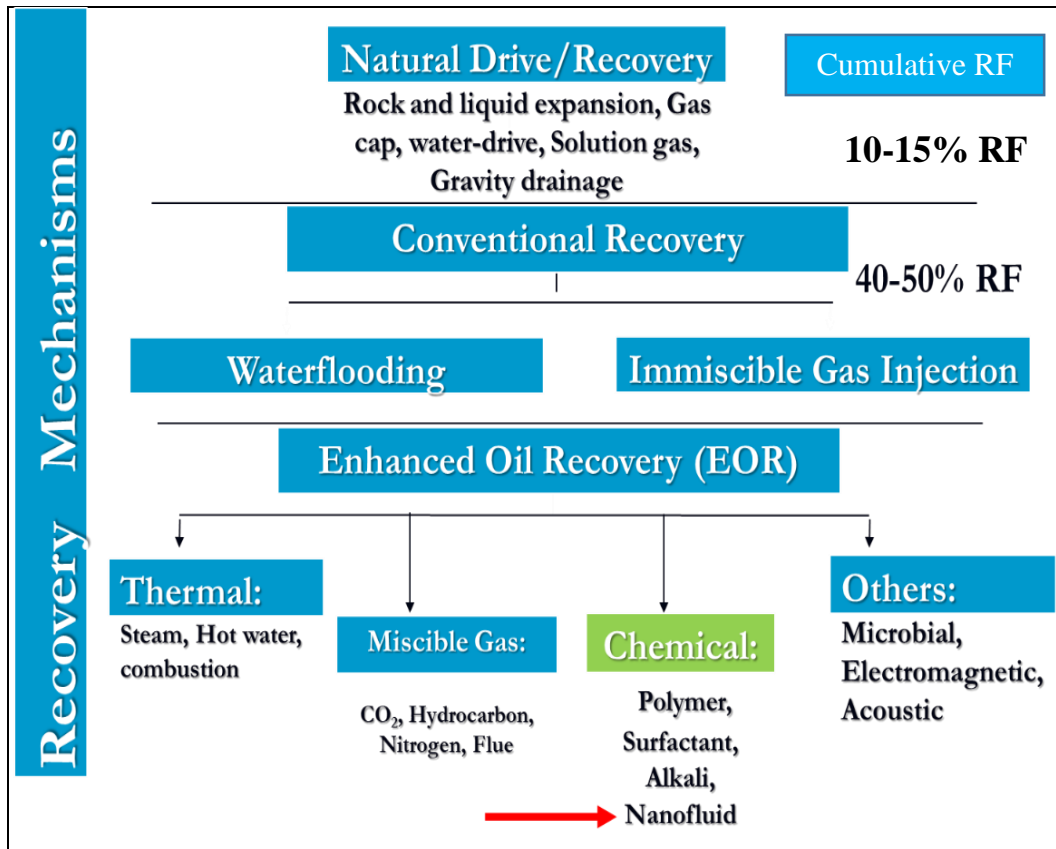 Recovery Mechanisms
Natural Drive/Recovery
Cumulative RF
Rock and liquid expansion, Gas
cap, water-drive, Solution gas,
Gravity drainage
10-15% RF
Conventional Recovery
40-50% RF
Waterflooding
Immiscible Gas Injection
Enhanced Oil Recovery (EOR)
Thermal:
Steam, Hot water,
combustion
Miscible Gas:
CO₂, Hydrocarbon,
Nitrogen, Flue
Chemical:
Polymer,
Surfactant,
Alkali,
Nanofluid
Others:
Microbial,
Electromagnetic,
Acoustic